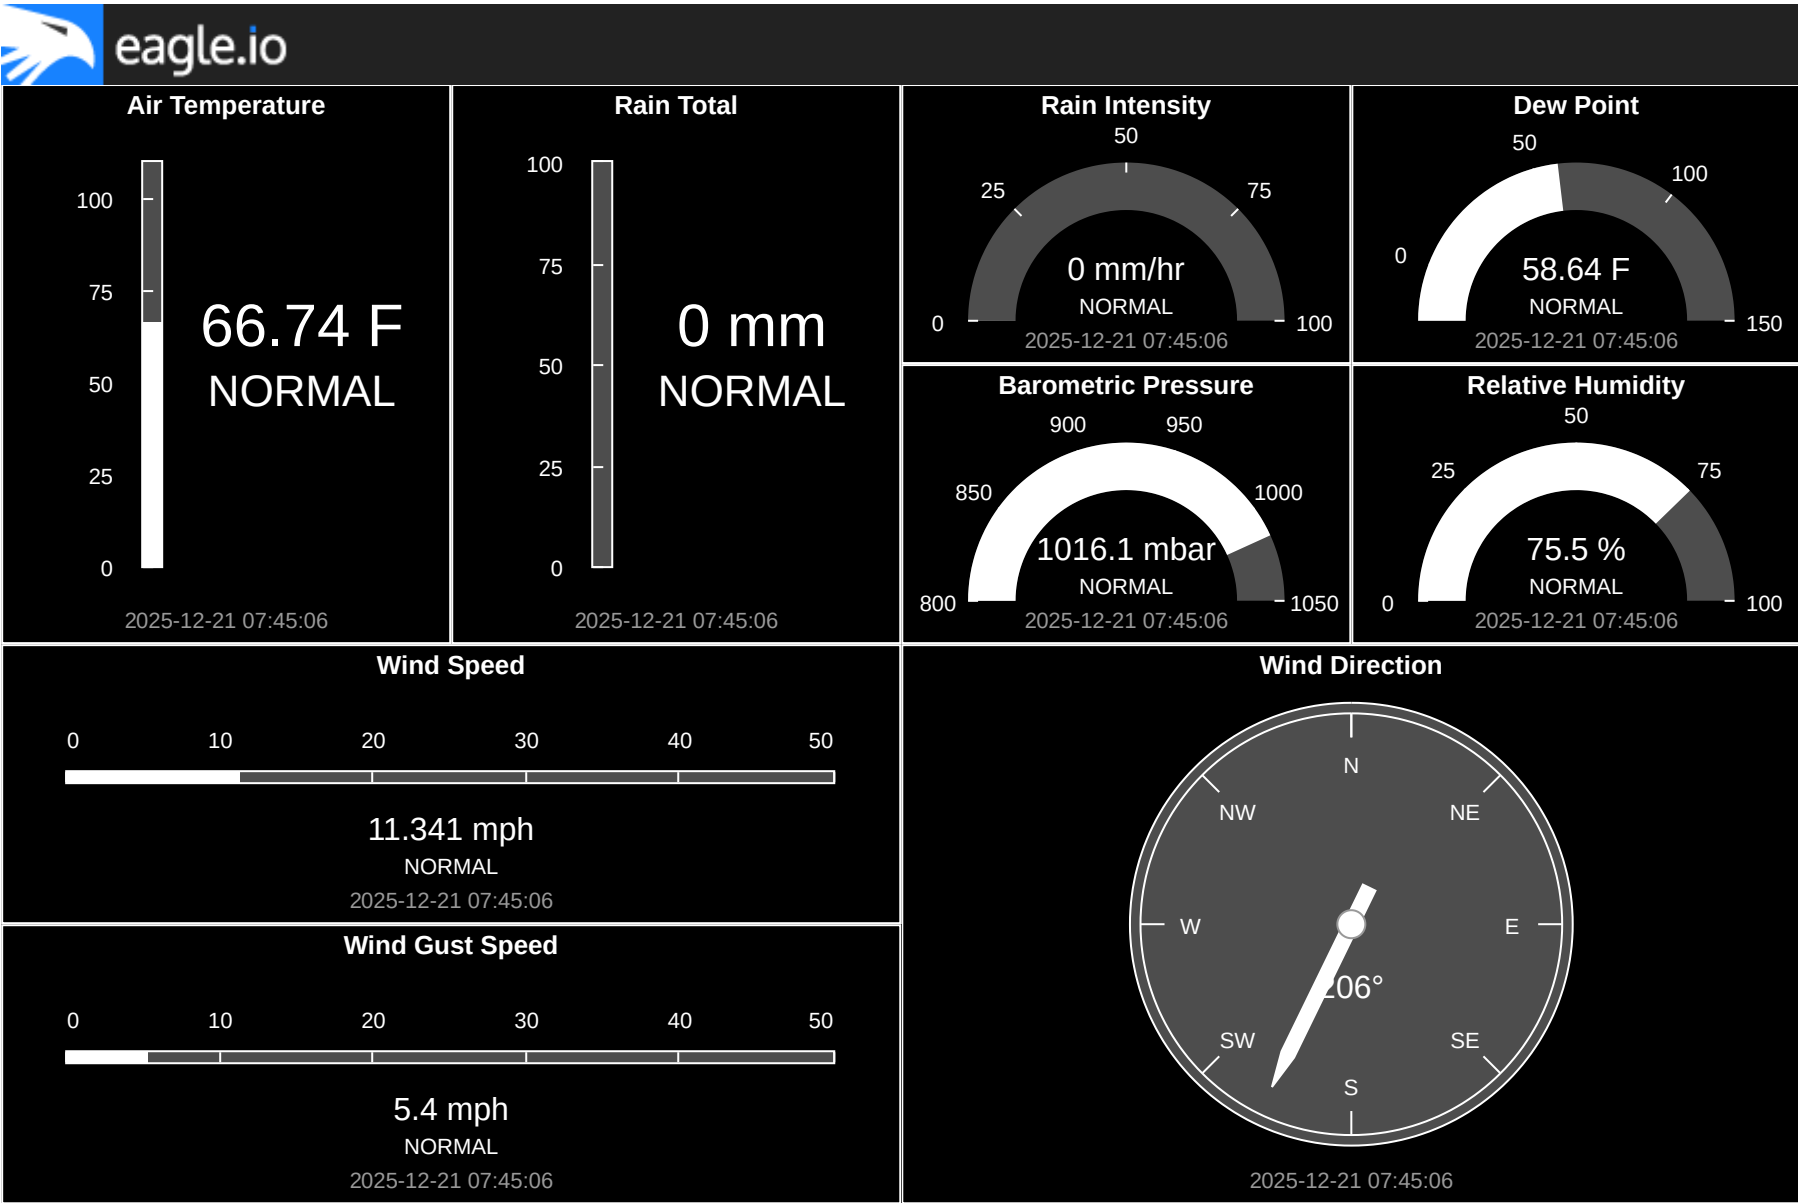 eagle.io
Air Temperature
100
75
50
25
0
66.74 F
NORMAL
2025-12-21 07:45:06
Rain Total
100
75
50
25
0
0 mm
NORMAL
2025-12-21 07:45:06
Rain Intensity
50
25 75
0 100
0 mm/hr
NORMAL
2025-12-21 07:45:06
Dew Point
50
100
0
150
58.64 F
NORMAL
2025-12-21 07:45:06
Barometric Pressure
900 950
850 1000
800 1050
1016.1 mbar
NORMAL
2025-12-21 07:45:06
Relative Humidity
50
25 75
0 100
75.5 %
NORMAL
2025-12-21 07:45:06
Wind Speed
0 10 20 30 40 50
11.341 mph
NORMAL
2025-12-21 07:45:06
Wind Gust Speed
0 10 20 30 40 50
5.4 mph
NORMAL
2025-12-21 07:45:06
Wind Direction
N
NW NE
W E
206°
SW SE
S
2025-12-21 07:45:06